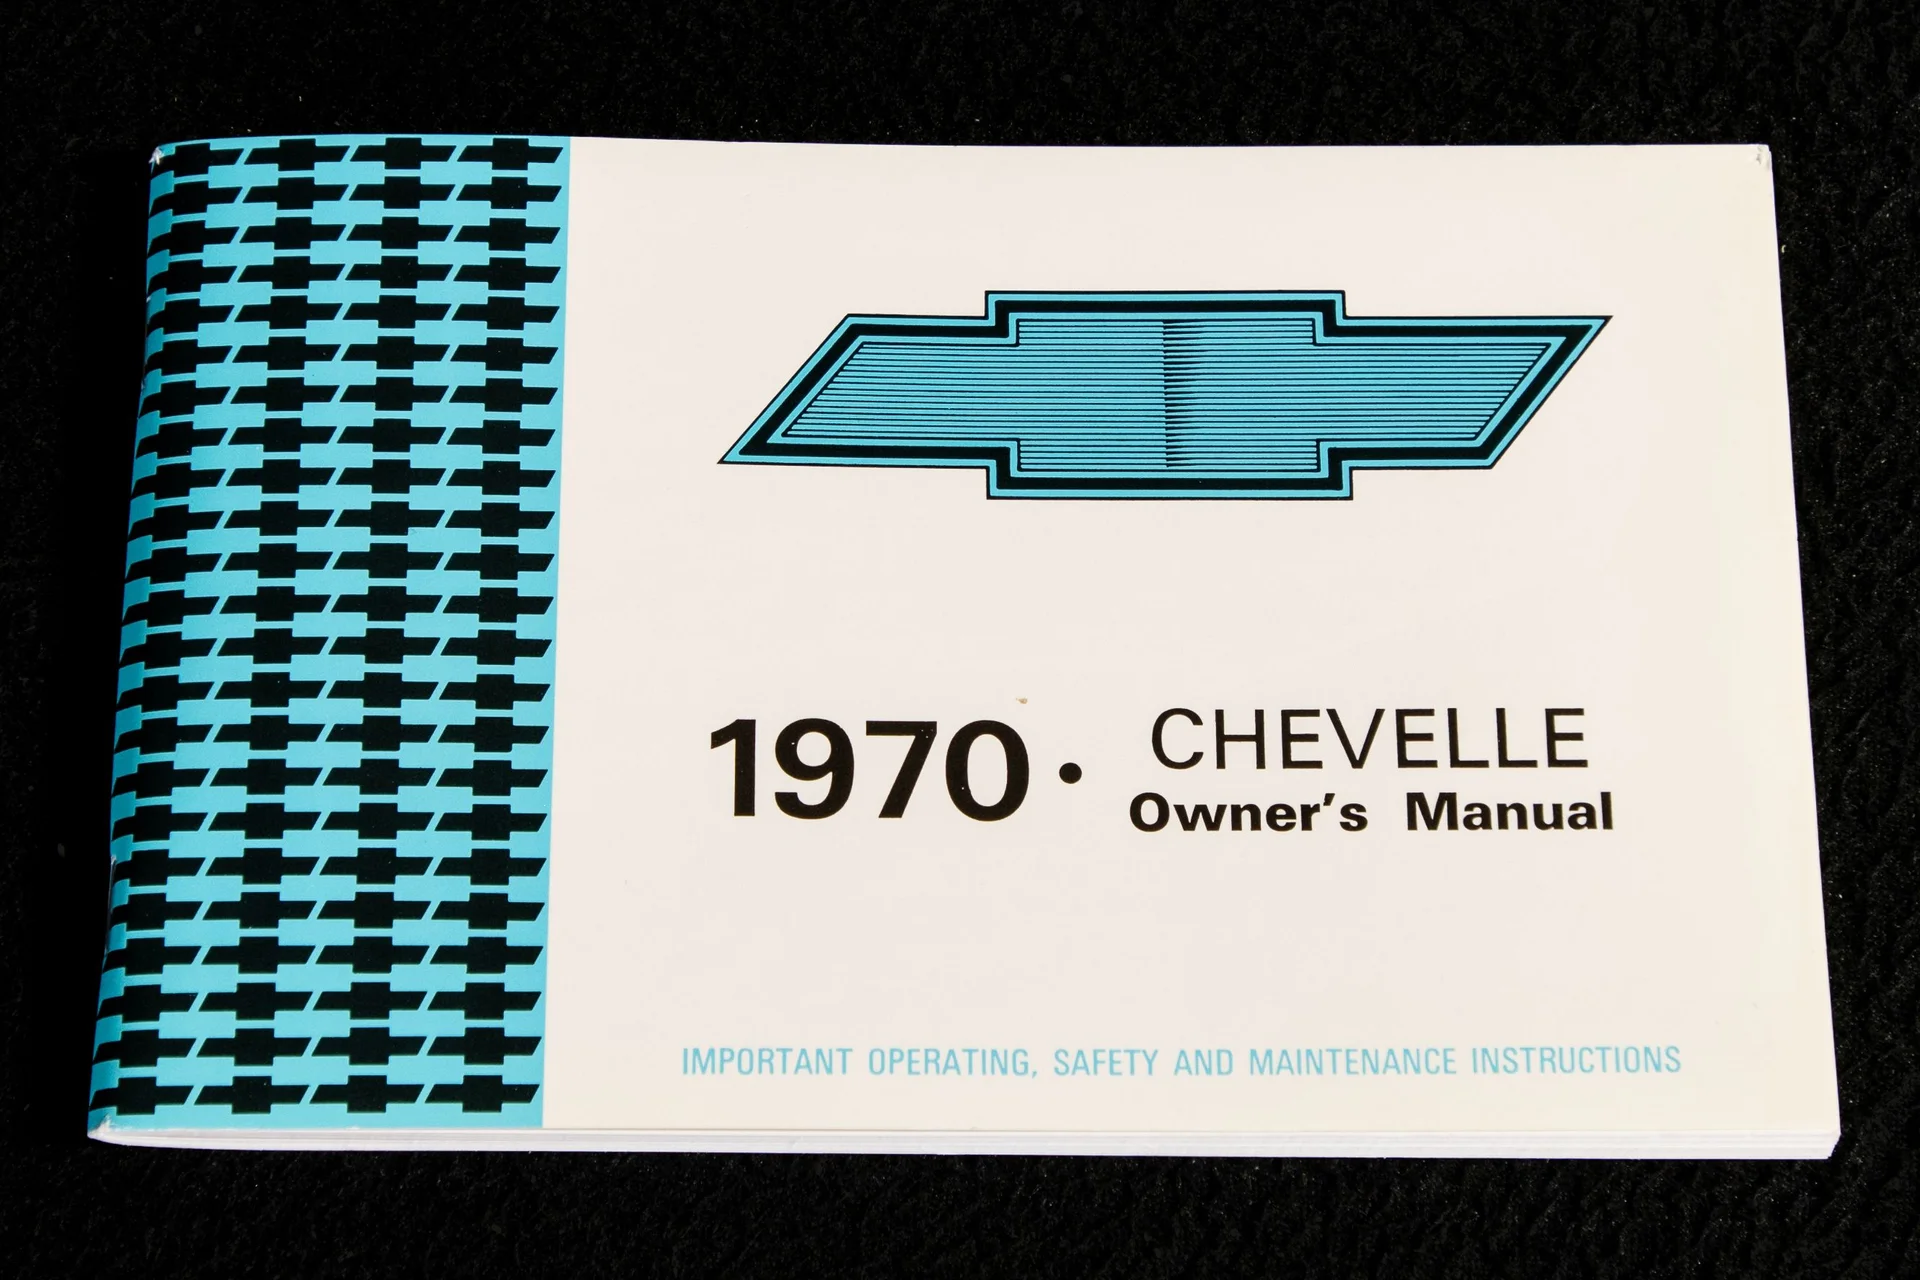 1970 • CHEVELLE
Owner's Manual
IMPORTANT OPERATING, SAFETY AND MAINTENANCE INSTRUCTIONS